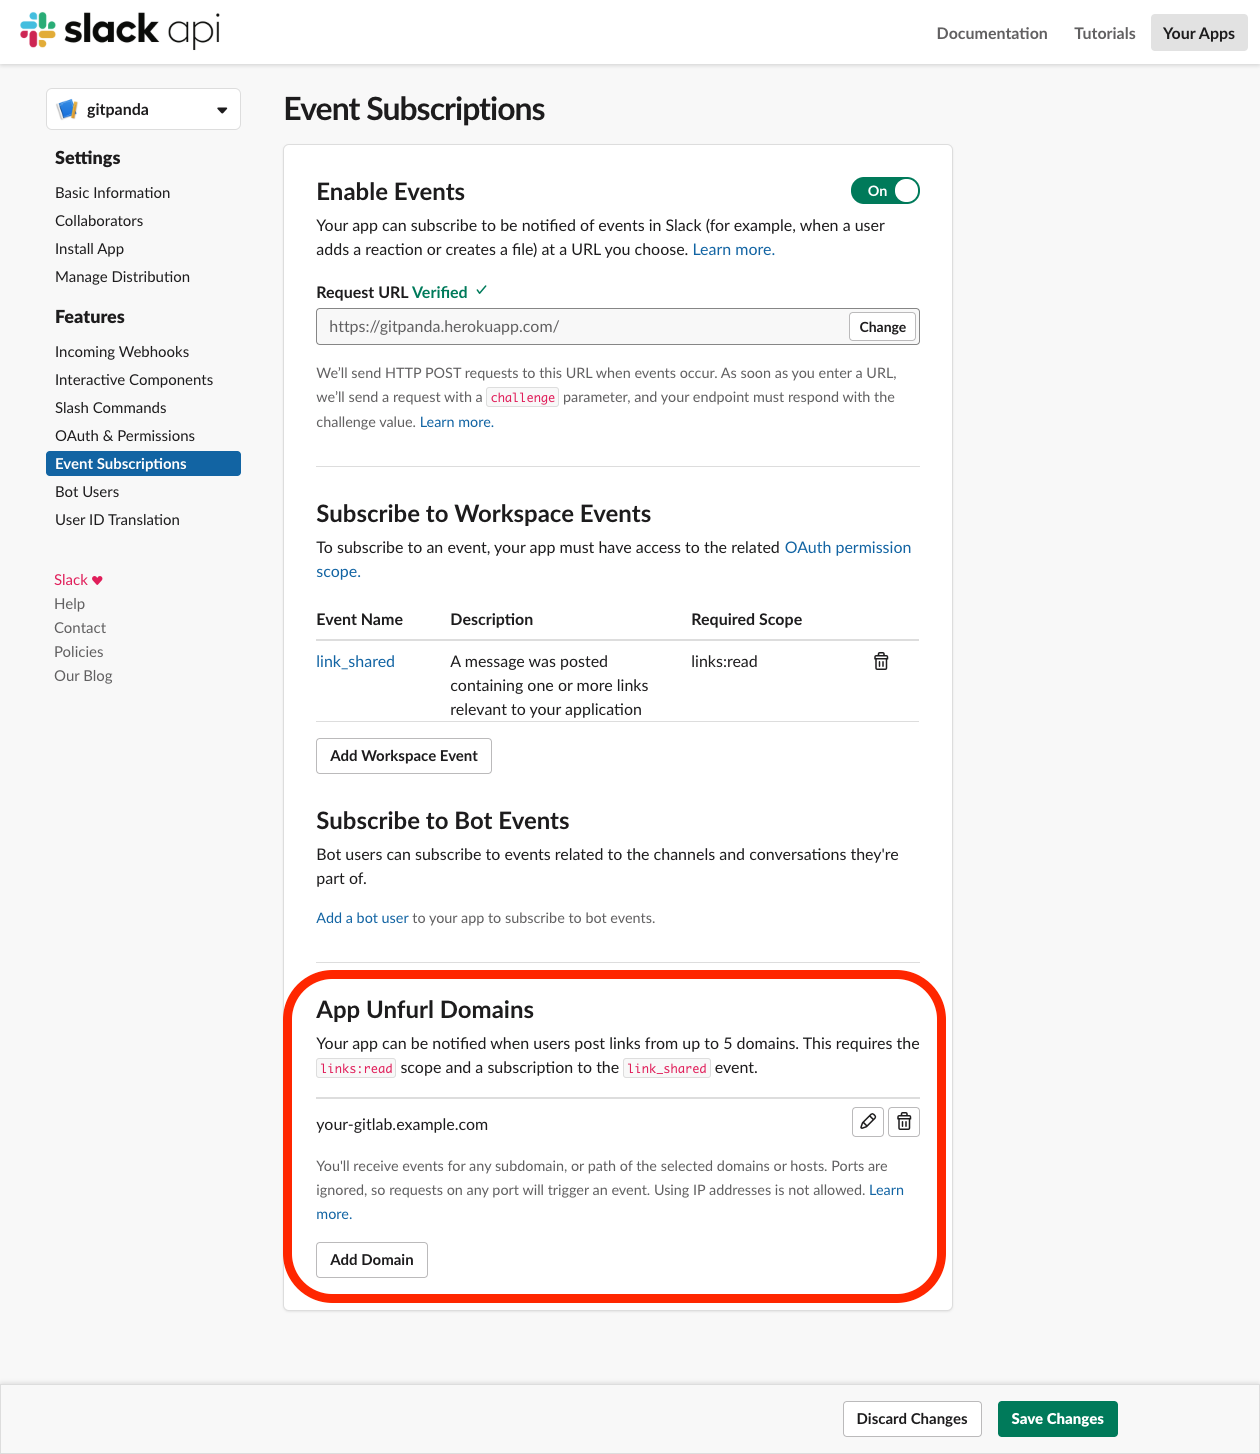 slack api
Documentation
Tutorials
Your Apps
gitpanda
Settings
Basic Information
Collaborators
Install App
Manage Distribution
Features
Incoming Webhooks
Interactive Components
Slash Commands
OAuth & Permissions
Event Subscriptions
Bot Users
User ID Translation
Slack ♥
Help
Contact
Policies
Our Blog
Event Subscriptions
Enable Events
On
Your app can subscribe to be notified of events in Slack (for example, when a user
adds a reaction or creates a file) at a URL you choose. Learn more.
Request URL Verified ✓
https://gitpanda.herokuapp.com/
Change
We'll send HTTP POST requests to this URL when events occur. As soon as you enter a URL,
we'll send a request with a challenge parameter, and your endpoint must respond with the
challenge value. Learn more.
Subscribe to Workspace Events
To subscribe to an event, your app must have access to the related OAuth permission
scope.
Event Name Description Required Scope
link_shared A message was posted links:read
containing one or more links
relevant to your application
Add Workspace Event
Subscribe to Bot Events
Bot users can subscribe to events related to the channels and conversations they're
part of.
Add a bot user to your app to subscribe to bot events.
App Unfurl Domains
Your app can be notified when users post links from up to 5 domains. This requires the
links:read scope and a subscription to the link_shared event.
your-gitlab.example.com
You'll receive events for any subdomain, or path of the selected domains or hosts. Ports are
ignored, so requests on any port will trigger an event. Using IP addresses is not allowed. Learn
more.
Add Domain
Discard Changes
Save Changes